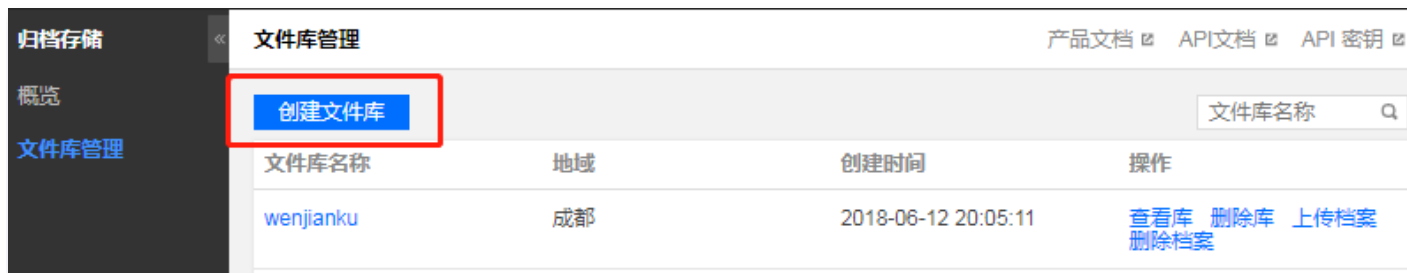 归档存储 « 文件库管理 产品文档 API文档 API 密钥
概览
创建文件库 文件库名称
文件库管理
文件库名称 地域 创建时间 操作
wenjianku 成都 2018-06-12 20:05:11 查看库 删除库 上传档案
删除档案